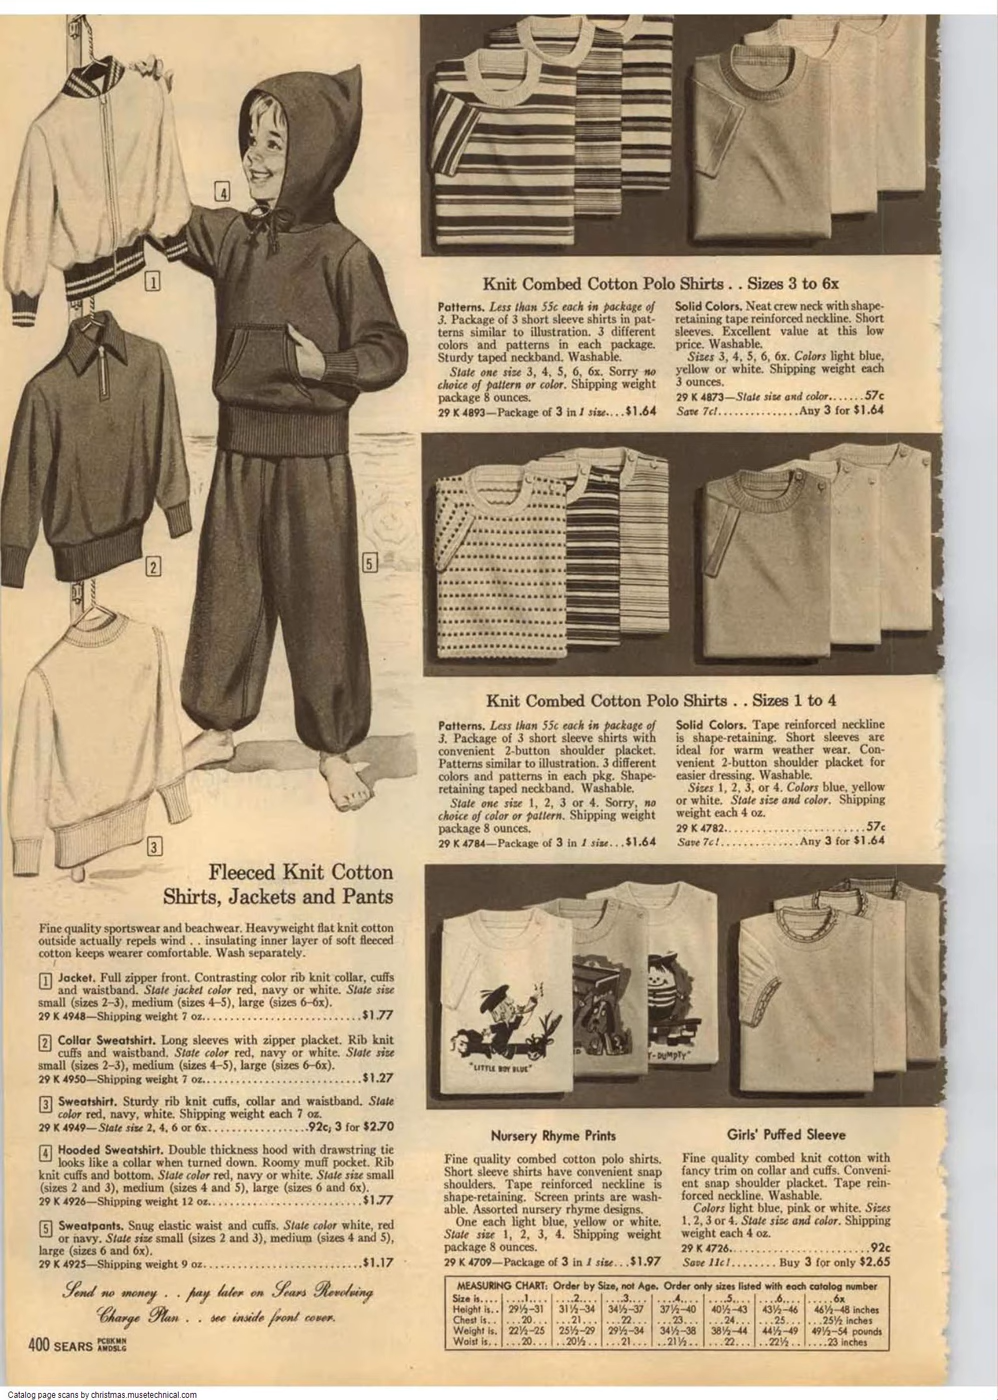 4
1
2
5
3
Knit Combed Cotton Polo Shirts . . Sizes 3 to 6x
Patterns. Less than 55c each in package of
3. Package of 3 short sleeve shirts in pat-
terns similar to illustration. 3 different
colors and patterns in each package.
Sturdy taped neckband. Washable.
State one size 3, 4, 5, 6, 6x. Sorry no
choice of pattern or color. Shipping weight
package 8 ounces.
29 K 4893—Package of 3 in 1 size....$1.64
Solid Colors. Neat crew neck with shape-
retaining tape reinforced neckline. Short
sleeves. Excellent value at this low
price. Washable.
Sizes 3, 4, 5, 6, 6x. Colors light blue,
yellow or white. Shipping weight each
3 ounces.
29 K 4873—State size and color.......57c
Save 7c!...............Any 3 for $1.64
Knit Combed Cotton Polo Shirts . . Sizes 1 to 4
Patterns. Less than 55c each in package of
3. Package of 3 short sleeve shirts with
convenient 2-button shoulder placket.
Patterns similar to illustration. 3 different
colors and patterns in each pkg. Shape-
retaining taped neckband. Washable.
State one size 1, 2, 3 or 4. Sorry, no
choice of color or pattern. Shipping weight
package 8 ounces.
29 K 4784—Package of 3 in 1 size...$1.64
Solid Colors. Tape reinforced neckline
is shape-retaining. Short sleeves are
ideal for warm weather wear. Con-
venient 2-button shoulder placket for
easier dressing. Washable.
Sizes 1, 2, 3, or 4. Colors blue, yellow
or white. State size and color. Shipping
weight each 4 oz.
29 K 4782..........................57c
Save 7c!...............Any 3 for $1.64
Fleeced Knit Cotton
Shirts, Jackets and Pants
Fine quality sportswear and beachwear. Heavyweight flat knit cotton
outside actually repels wind . . insulating inner layer of soft fleeced
cotton keeps wearer comfortable. Wash separately.
1 Jacket. Full zipper front. Contrasting color rib knit collar, cuffs
and waistband. State jacket color red, navy or white. State size
small (sizes 2-3), medium (sizes 4-5), large (sizes 6-6x).
29 K 4948—Shipping weight 7 oz.............................$1.77
2 Collar Sweatshirt. Long sleeves with zipper placket. Rib knit
cuffs and waistband. State color red, navy or white. State size
small (sizes 2-3), medium (sizes 4-5), large (sizes 6-6x).
29 K 4950—Shipping weight 7 oz.............................$1.27
3 Sweatshirt. Sturdy rib knit cuffs, collar and waistband. State
color red, navy, white. Shipping weight each 7 oz.
29 K 4949—State size 2, 4, 6 or 6x..................92c; 3 for $2.70
4 Hooded Sweatshirt. Double thickness hood with drawstring tie
looks like a collar when turned down. Roomy muff pocket. Rib
knit cuffs and bottom. State color red, navy or white. State size small
(sizes 2 and 3), medium (sizes 4 and 5), large (sizes 6 and 6x).
29 K 4926—Shipping weight 12 oz............................$1.77
5 Sweatpants. Snug elastic waist and cuffs. State color white, red
or navy. State size small (sizes 2 and 3), medium (sizes 4 and 5),
large (sizes 6 and 6x).
29 K 4925—Shipping weight 9 oz.............................$1.17
Send no money . . pay later on Sears Revolving
Charge Plan . . see inside front cover.
"LITTLE BOY BLUE"
Y-DUMPTY"
Nursery Rhyme Prints
Fine quality combed cotton polo shirts.
Short sleeve shirts have convenient snap
shoulders. Tape reinforced neckline is
shape-retaining. Screen prints are wash-
able. Assorted nursery rhyme designs.
One each light blue, yellow or white.
State size 1, 2, 3, 4. Shipping weight
package 8 ounces.
29 K 4709—Package of 3 in 1 size...$1.97
Girls' Puffed Sleeve
Fine quality combed knit cotton with
fancy trim on collar and cuffs. Conveni-
ent snap shoulder placket. Tape rein-
forced neckline. Washable.
Colors light blue, pink or white. Sizes
1, 2, 3 or 4. State size and color. Shipping
weight each 4 oz.
29 K 4726..........................92c
Save 11c!........ Buy 3 for only $2.65
MEASURING CHART: Order by Size, not Age. Order only sizes listed with each catalog number
Size is.... ....1.... ....2.... ....3.... ....4.... ....5.... ....6.... .....6x
Height is.. 29½-31 31½-34 34½-37 37½-40 40½-43 43½-46 46½-48 inches
Chest is... ...20... ...21... ...22... ...23... ...24... ...25... ....25½ inches
Weight is. 22½-25 25½-29 29½-34 34½-38 38½-44 44½-49 49½-54 pounds
Waist is.. ...20... ..20½.. ...21... ..21½.. ...22... ..22½.. ....23 inches
400 SEARS PCBKMN AMDSLG
Catalog page scans by christmas.musetechnical.com